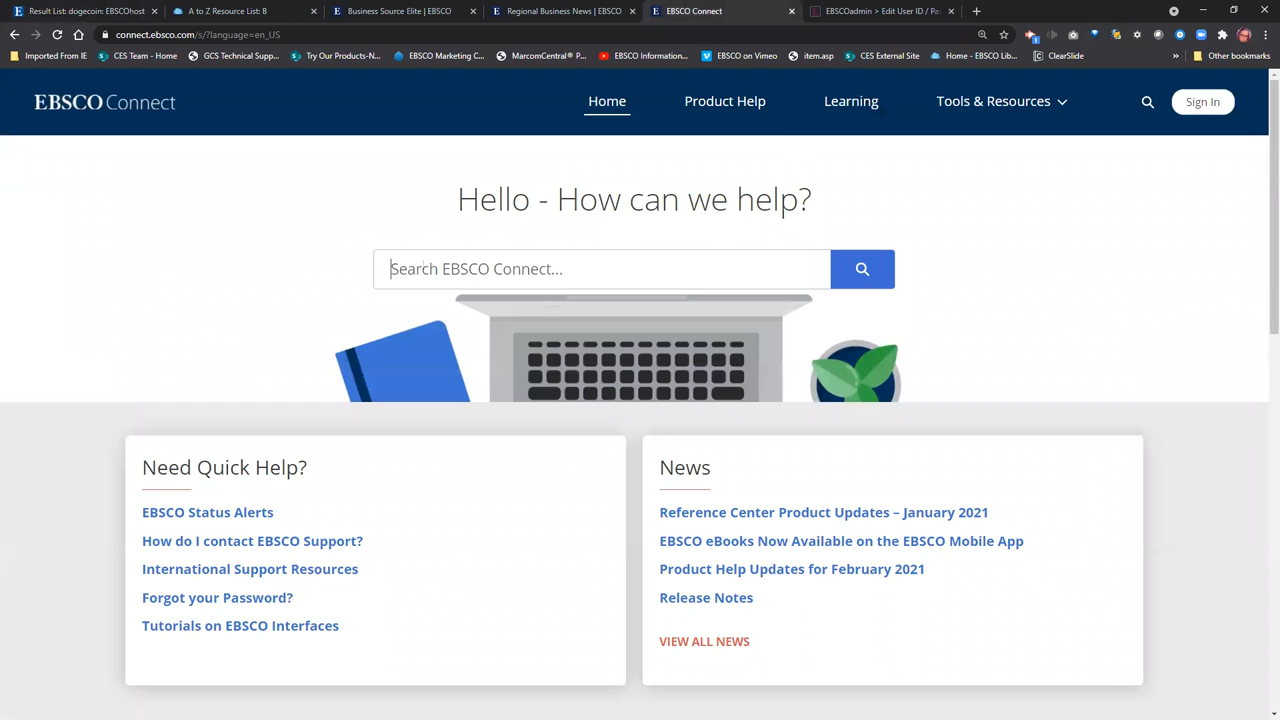 Result List: dogecoin: EBSCOhost
A to Z Resource List: B
Business Source Elite | EBSCO
Regional Business News | EBSCO
EBSCO Connect
EBSCOadmin > Edit User ID / Pas
connect.ebsco.com/s/?language=en_US
Imported From IE
CES Team - Home
GCS Technical Supp...
Try Our Products-N...
EBSCO Marketing C...
MarcomCentral® P...
EBSCO Information...
EBSCO on Vimeo
item.asp
CES External Site
Home - EBSCO Lib...
ClearSlide
»
Other bookmarks
EBSCO Connect
Home
Product Help
Learning
Tools & Resources
Sign In
Hello - How can we help?
Search EBSCO Connect...
Need Quick Help?
EBSCO Status Alerts
How do I contact EBSCO Support?
International Support Resources
Forgot your Password?
Tutorials on EBSCO Interfaces
News
Reference Center Product Updates – January 2021
EBSCO eBooks Now Available on the EBSCO Mobile App
Product Help Updates for February 2021
Release Notes
VIEW ALL NEWS